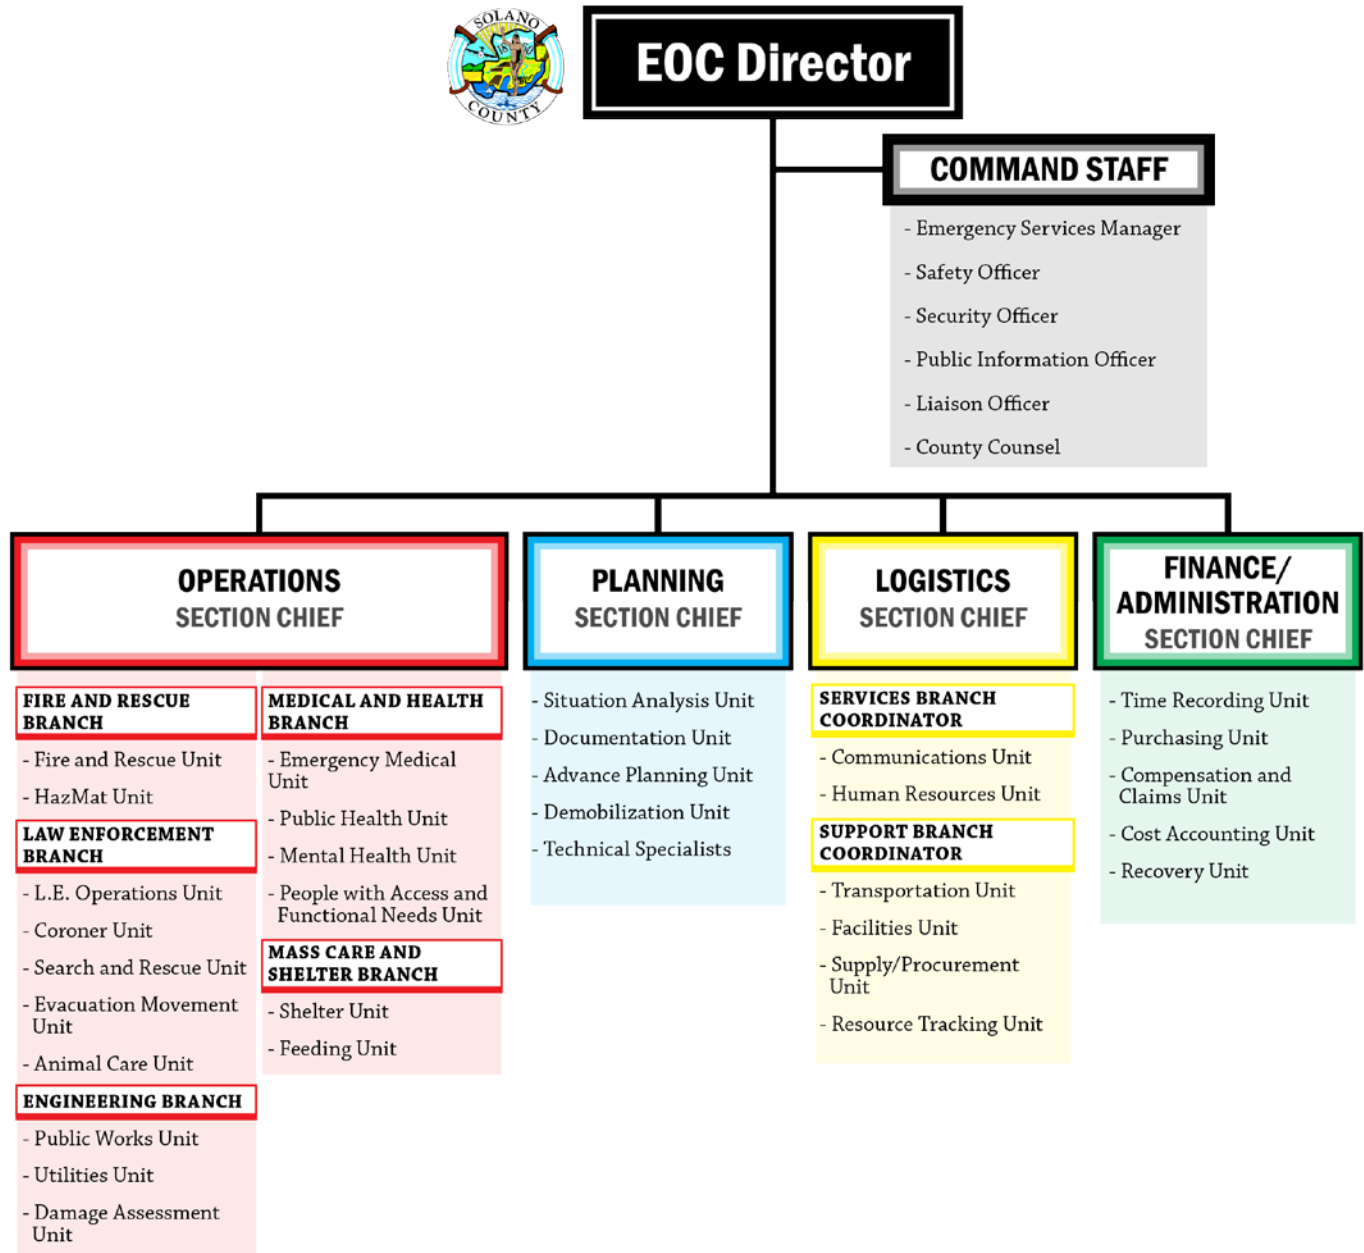 SOLANO
1850
COUNTY
EOC Director
COMMAND STAFF
- Emergency Services Manager
- Safety Officer
- Security Officer
- Public Information Officer
- Liaison Officer
- County Counsel
OPERATIONS
SECTION CHIEF
FIRE AND RESCUE
BRANCH
- Fire and Rescue Unit
- HazMat Unit
LAW ENFORCEMENT
BRANCH
- L.E. Operations Unit
- Coroner Unit
- Search and Rescue Unit
- Evacuation Movement
Unit
- Animal Care Unit
ENGINEERING BRANCH
- Public Works Unit
- Utilities Unit
- Damage Assessment
Unit
MEDICAL AND HEALTH
BRANCH
- Emergency Medical
Unit
- Public Health Unit
- Mental Health Unit
- People with Access and
Functional Needs Unit
MASS CARE AND
SHELTER BRANCH
- Shelter Unit
- Feeding Unit
PLANNING
SECTION CHIEF
- Situation Analysis Unit
- Documentation Unit
- Advance Planning Unit
- Demobilization Unit
- Technical Specialists
LOGISTICS
SECTION CHIEF
SERVICES BRANCH
COORDINATOR
- Communications Unit
- Human Resources Unit
SUPPORT BRANCH
COORDINATOR
- Transportation Unit
- Facilities Unit
- Supply/Procurement
Unit
- Resource Tracking Unit
FINANCE/
ADMINISTRATION
SECTION CHIEF
- Time Recording Unit
- Purchasing Unit
- Compensation and
Claims Unit
- Cost Accounting Unit
- Recovery Unit